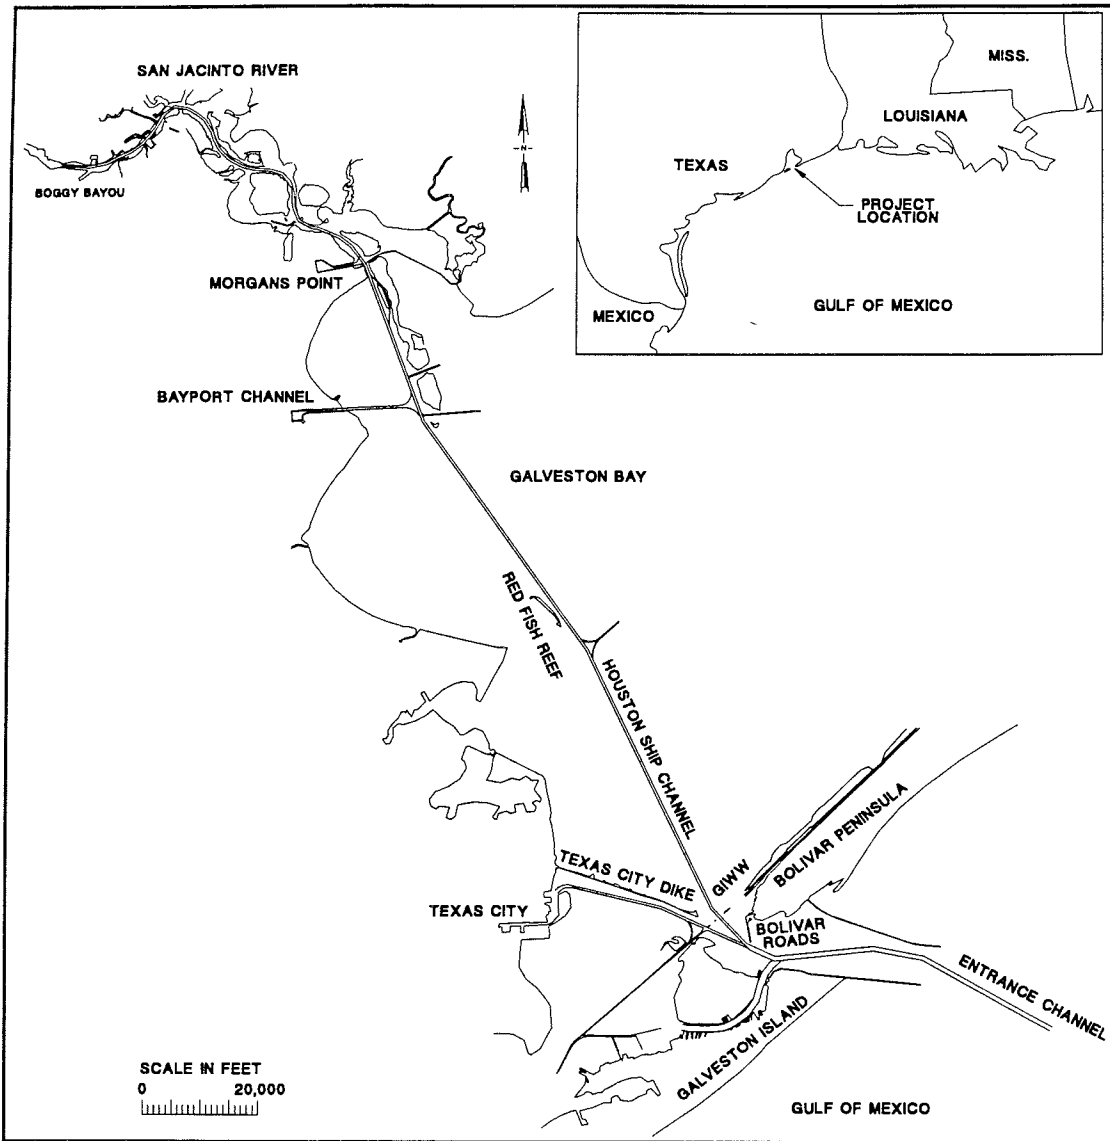 SAN JACINTO RIVER
BOGGY BAYOU
N
MORGANS POINT
BAYPORT CHANNEL
GALVESTON BAY
RED FISH REEF
HOUSTON SHIP CHANNEL
TEXAS CITY DIKE
TEXAS CITY
GIWW
BOLIVAR PENINSULA
BOLIVAR
ROADS
ENTRANCE CHANNEL
GALVESTON ISLAND
GULF OF MEXICO
SCALE IN FEET
0 20,000
MISS.
LOUISIANA
TEXAS
PROJECT
LOCATION
MEXICO
GULF OF MEXICO